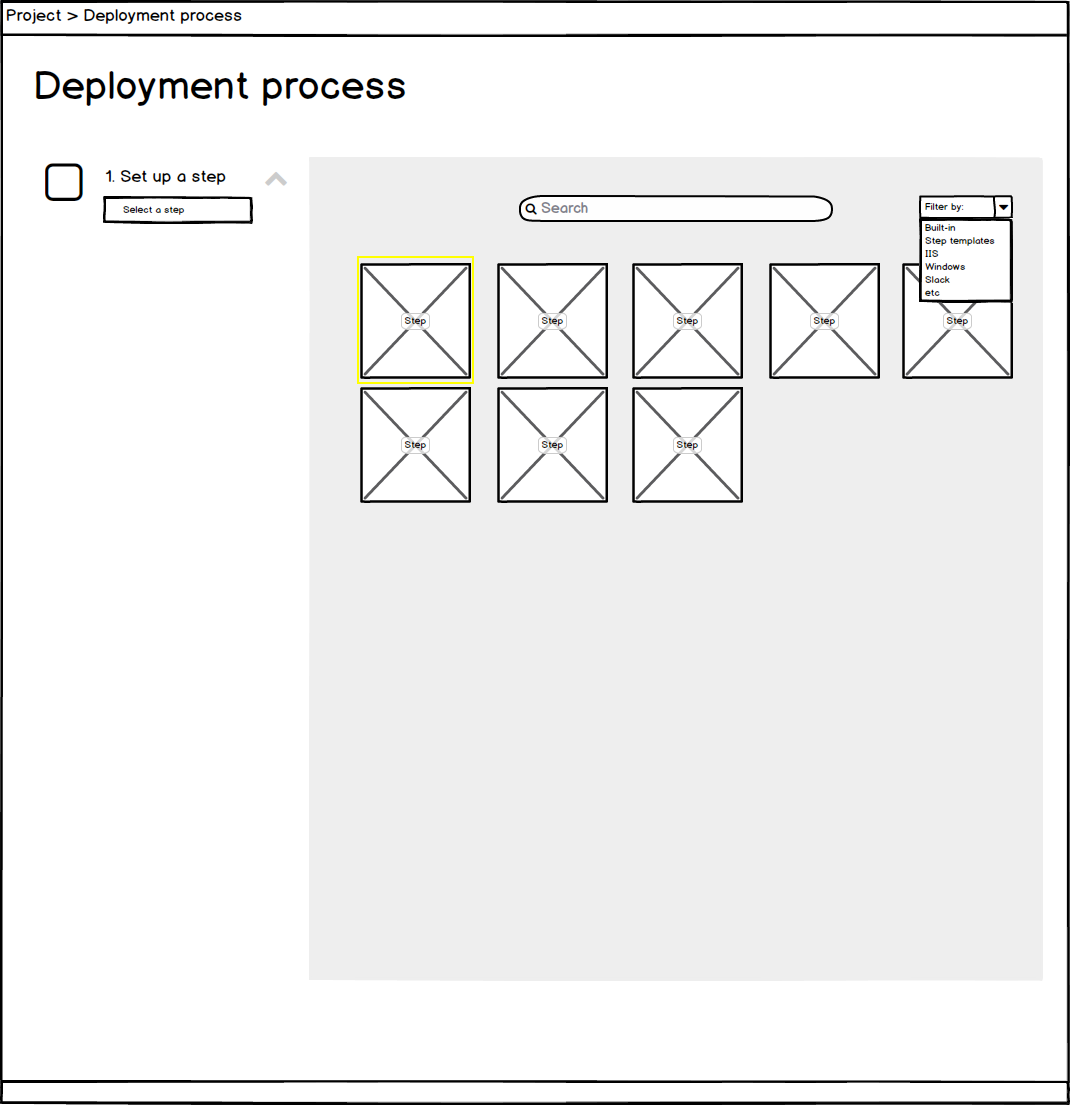 Project > Deployment process
Deployment process
1. Set up a step
Select a step
Search
Filter by:
Built-in
Step templates
IIS
Windows
Slack
etc
Step
Step
Step
Step
Step
Step
Step
Step